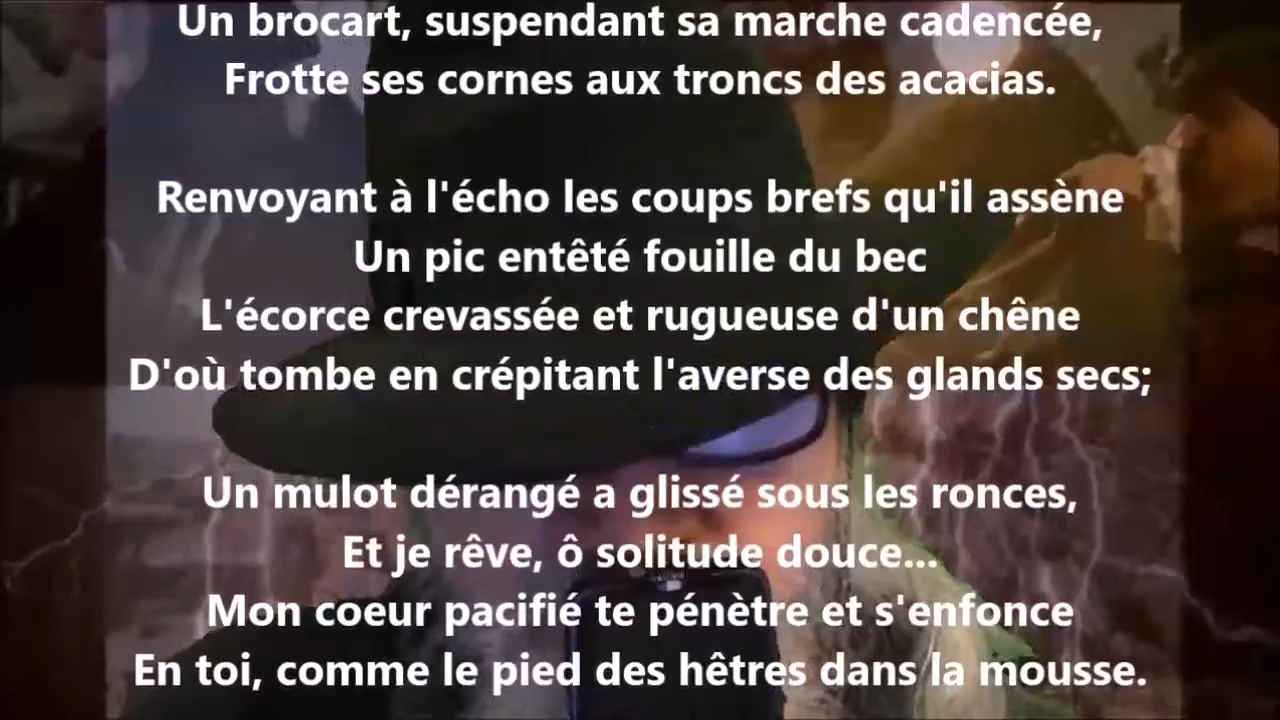 Un brocart, suspendant sa marche cadencée,
Frotte ses cornes aux troncs des acacias.
Renvoyant à l'écho les coups brefs qu'il assène
Un pic entêté fouille du bec
L'écorce crevassée et rugueuse d'un chêne
D'où tombe en crépitant l'averse des glands secs;
Un mulot dérangé a glissé sous les ronces,
Et je rêve, ô solitude douce...
Mon coeur pacifié te pénètre et s'enfonce
En toi, comme le pied des hêtres dans la mousse.